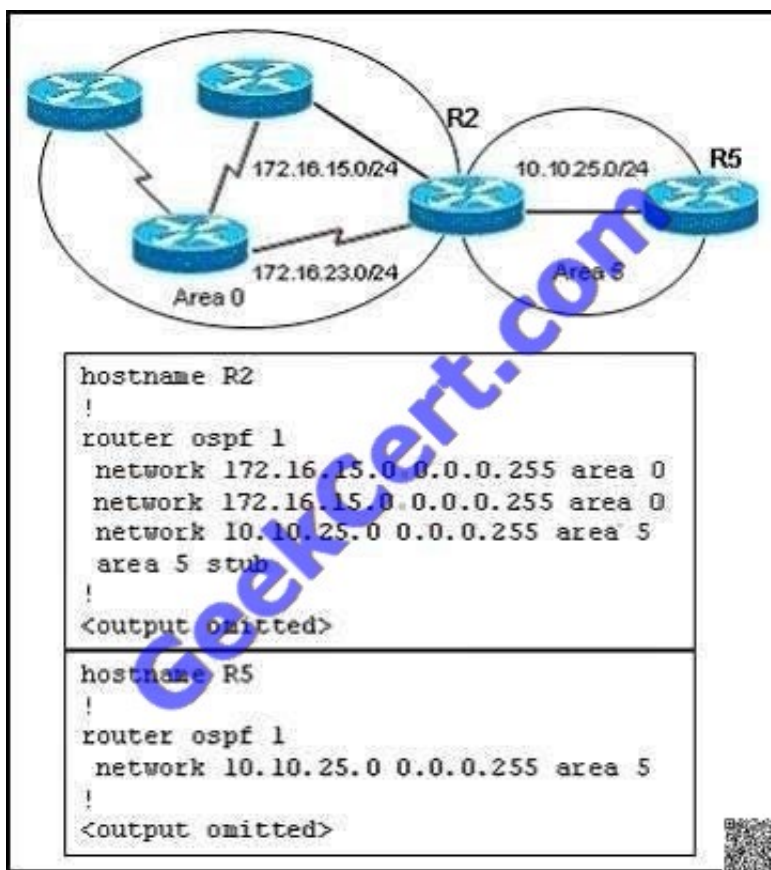 R2
R5
172.16.15.0/24
10.10.25.0/24
172.16.23.0/24
Area 0
Area 5
GeekCert.com
hostname R2
!
router ospf 1
network 172.16.15.0 0.0.0.255 area 0
network 172.16.15.0 0.0.0.255 area 0
network 10.10.25.0 0.0.0.255 area 5
area 5 stub
!
<output omitted>
hostname R5
!
router ospf 1
network 10.10.25.0 0.0.0.255 area 5
!
<output omitted>